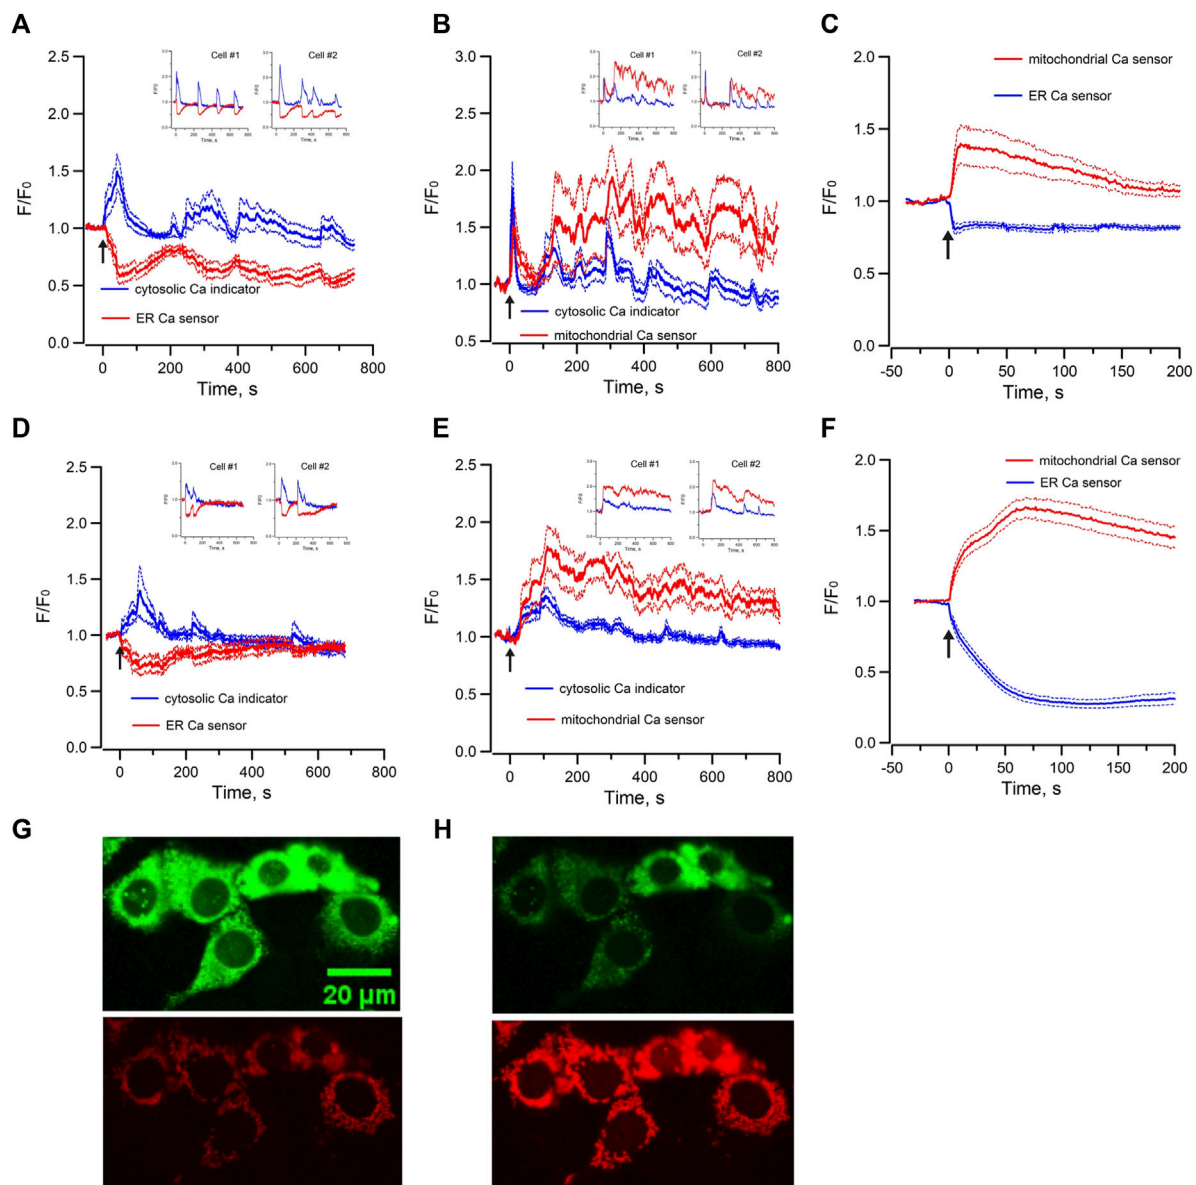 A
2.5
2.0
1.5
1.0
0.5
0.0
F/F0
Cell #1
Cell #2
F/F0
Time, s
cytosolic Ca indicator
ER Ca sensor
0 200 400 600 800
Time, s
B
3.0
2.5
2.0
1.5
1.0
0.5
F/F0
Cell #1
Cell #2
F/F0
Time, s
cytosolic Ca indicator
mitochondrial Ca sensor
0 200 400 600 800
Time, s
C
2.0
1.5
1.0
0.5
0.0
F/F0
mitochondrial Ca sensor
ER Ca sensor
-50 0 50 100 150 200
Time, s
D
2.5
2.0
1.5
1.0
0.5
0.0
F/F0
Cell #1
Cell #2
F/F0
Time, s
cytosolic Ca indicator
ER Ca sensor
0 200 400 600 800
Time, s
E
2.5
2.0
1.5
1.0
0.5
0.0
F/F0
Cell #1
Cell #2
F/F0
Time, s
cytosolic Ca indicator
mitochondrial Ca sensor
0 200 400 600 800
Time, s
F
2.0
1.5
1.0
0.5
0.0
F/F0
mitochondrial Ca sensor
ER Ca sensor
-50 0 50 100 150 200
Time, s
G
20 µm
H